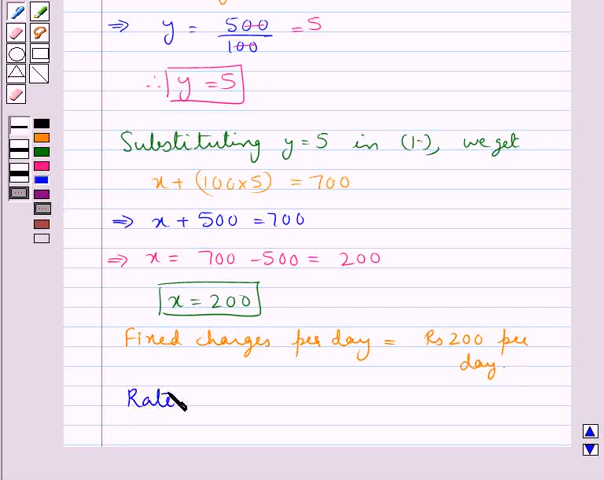 ⇒ y = 500/100 = 5
∴ y = 5
Substituting y = 5 in (1), we get
x + (100 × 5) = 700
⇒ x + 500 = 700
⇒ x = 700 - 500 = 200
x = 200
Fixed charges per day = Rs 200 per
day.
Rate